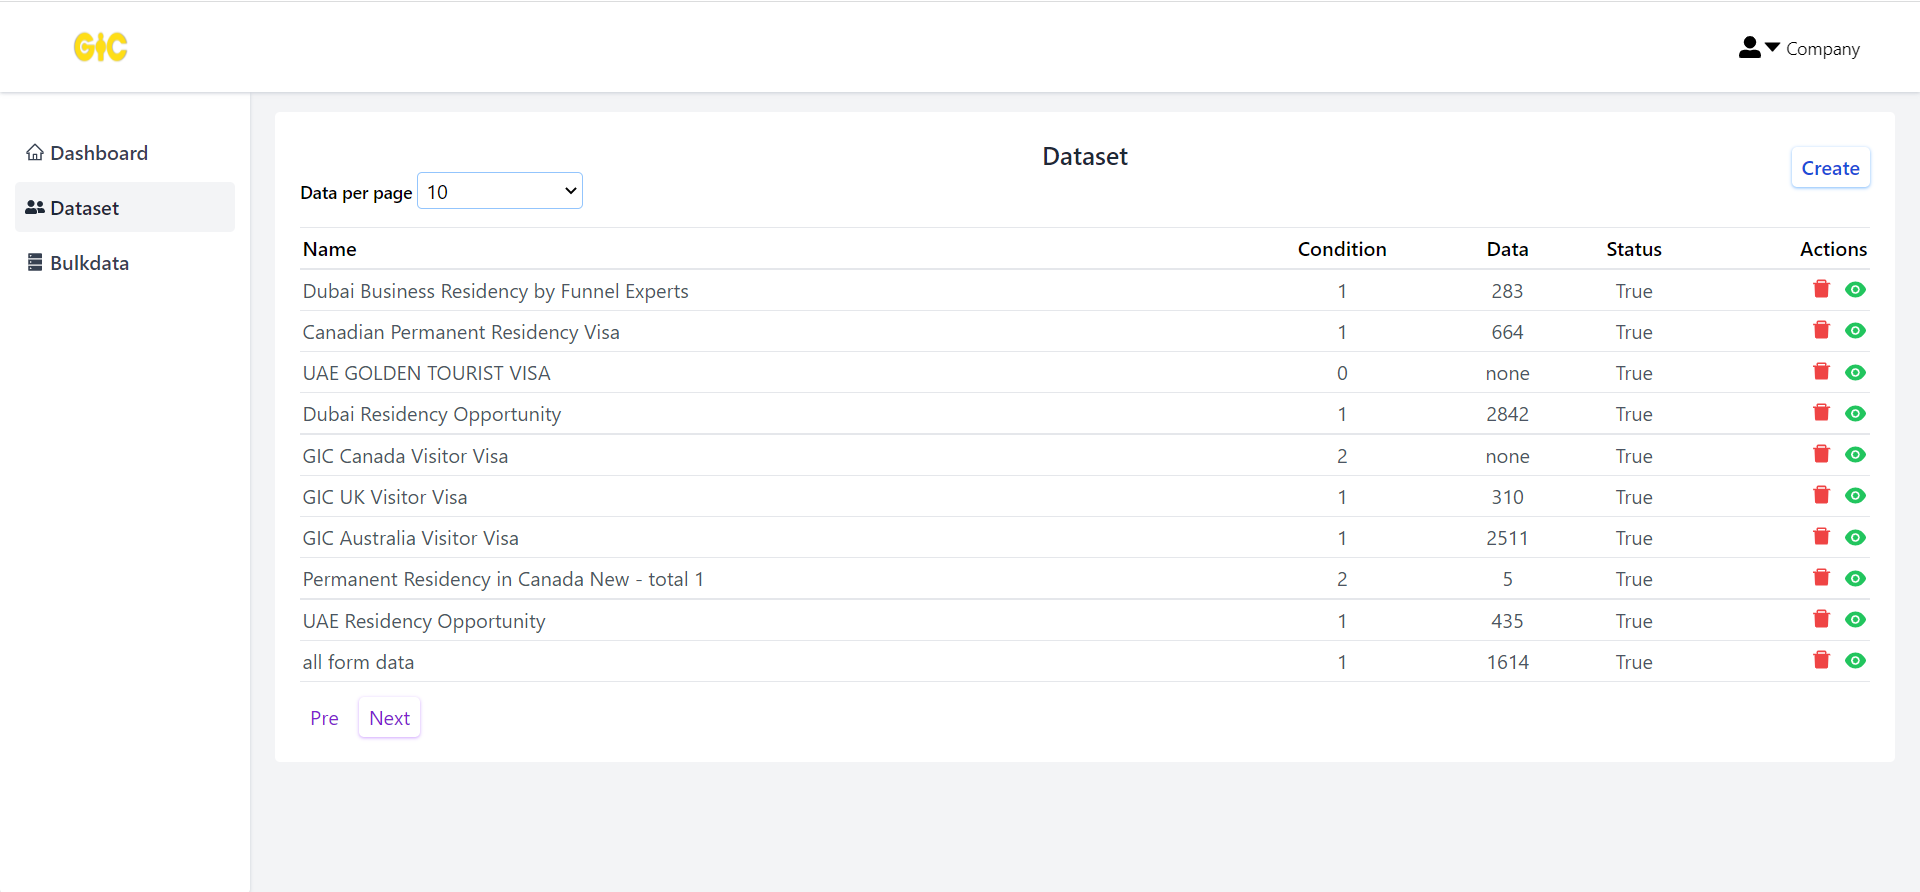 GIC
Company
Dashboard
Dataset
Bulkdata
Dataset
Create
Data per page 10
Name Condition Data Status Actions
Dubai Business Residency by Funnel Experts 1 283 True
Canadian Permanent Residency Visa 1 664 True
UAE GOLDEN TOURIST VISA 0 none True
Dubai Residency Opportunity 1 2842 True
GIC Canada Visitor Visa 2 none True
GIC UK Visitor Visa 1 310 True
GIC Australia Visitor Visa 1 2511 True
Permanent Residency in Canada New - total 1 2 5 True
UAE Residency Opportunity 1 435 True
all form data 1 1614 True
Pre Next